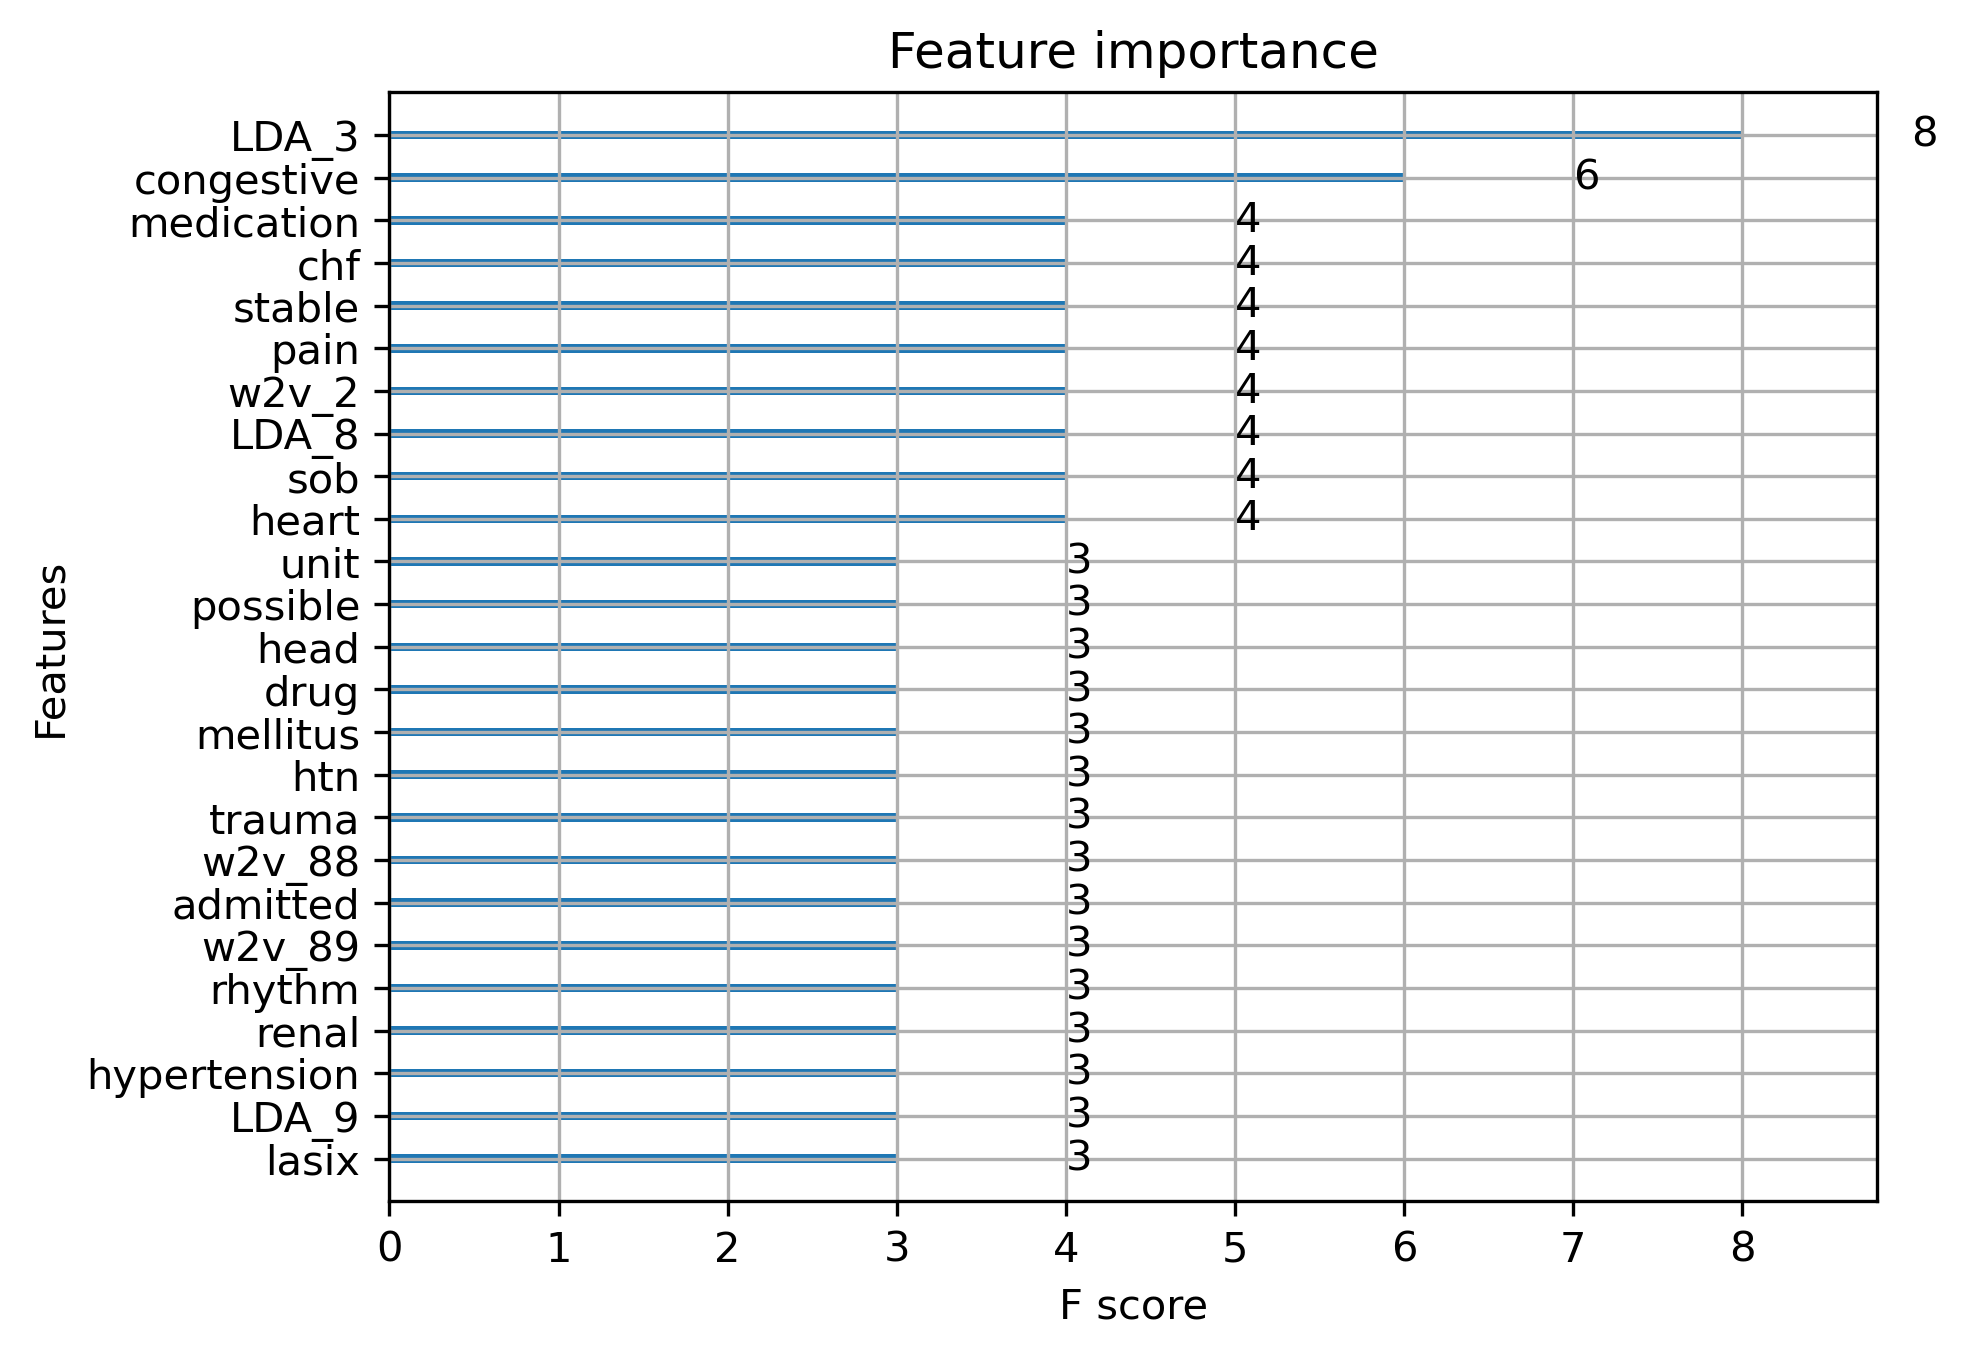 Feature importance
LDA_3 8
congestive 6
medication 4
chf 4
stable 4
pain 4
w2v_2 4
LDA_8 4
sob 4
heart 4
unit 3
possible 3
head 3
drug 3
mellitus 3
htn 3
trauma 3
w2v_88 3
admitted 3
w2v_89 3
rhythm 3
renal 3
hypertension 3
LDA_9 3
lasix 3
Features
0 1 2 3 4 5 6 7 8
F score